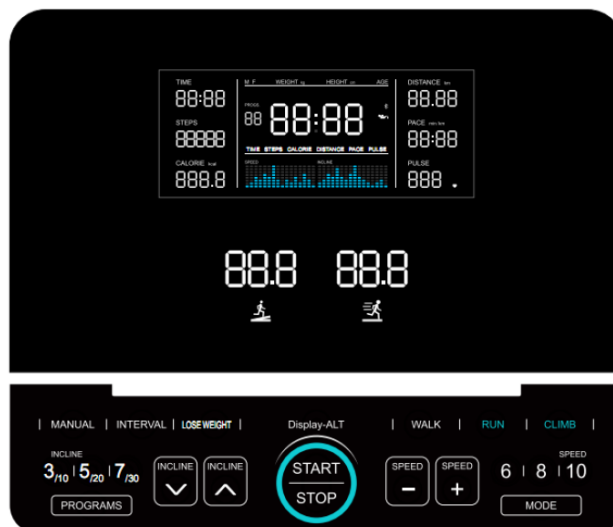 TIME
88:88
STEPS
88888
CALORIE kcal
888.8
M F WEIGHT kg HEIGHT cm AGE
PROG.
88
88:88
TIME STEPS CALORIE DISTANCE PACE PULSE
SPEED INCLINE
DISTANCE km
88.88
PACE min/km
88:88
PULSE
888
88.8 88.8
| MANUAL | INTERVAL | LOSE WEIGHT |
Display-ALT
| WALK | RUN | CLIMB |
INCLINE
3/10 | 5/20 | 7/30
PROGRAMS
INCLINE
INCLINE
START
STOP
SPEED
-
SPEED
+
SPEED
6 | 8 | 10
MODE